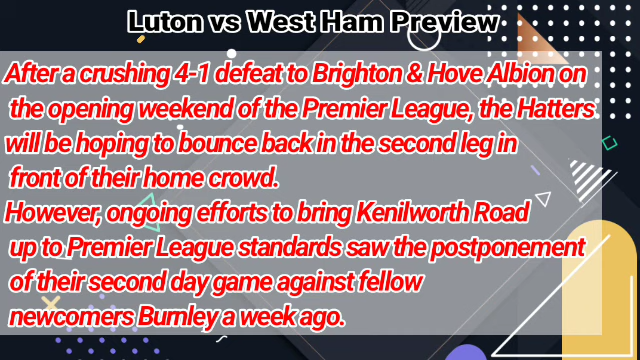 Luton vs West Ham Preview
After a crushing 4-1 defeat to Brighton & Hove Albion on
the opening weekend of the Premier League, the Hatters
will be hoping to bounce back in the second leg in
front of their home crowd.
However, ongoing efforts to bring Kenilworth Road
up to Premier League standards saw the postponement
of their second day game against fellow
newcomers Burnley a week ago.